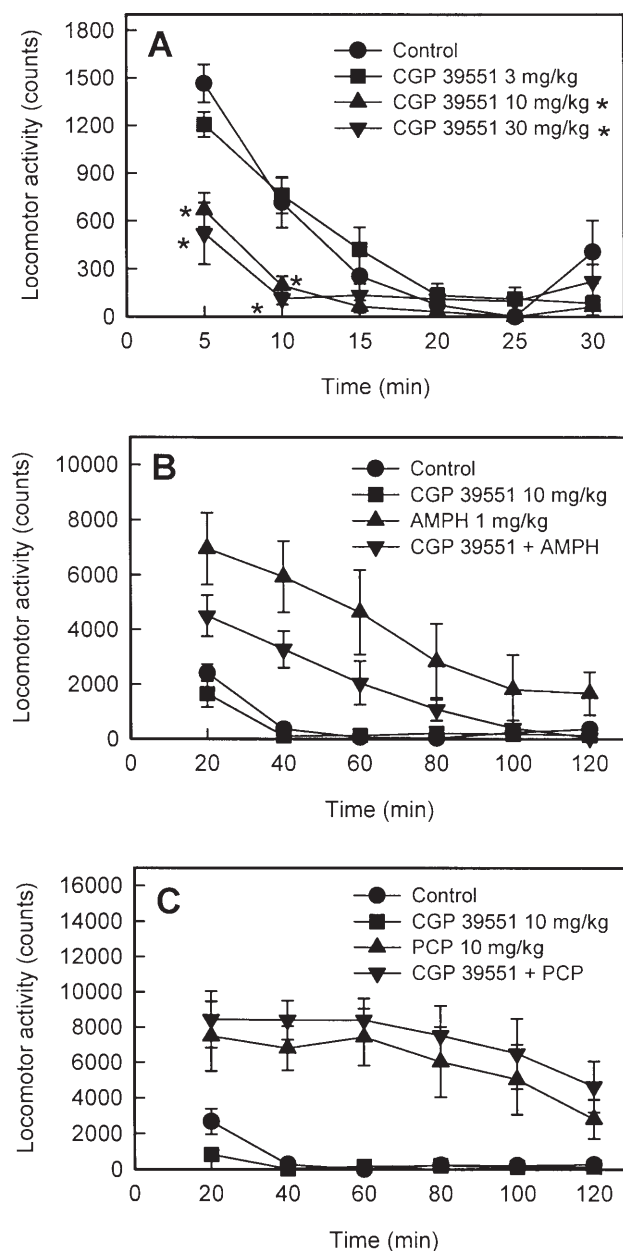 A
Control
CGP 39551 3 mg/kg
CGP 39551 10 mg/kg *
CGP 39551 30 mg/kg *
Locomotor activity (counts)
1800
1500
1200
900
600
300
0
*
*
*
*
0 5 10 15 20 25 30
Time (min)
B
Control
CGP 39551 10 mg/kg
AMPH 1 mg/kg
CGP 39551 + AMPH
Locomotor activity (counts)
10000
8000
6000
4000
2000
0
0 20 40 60 80 100 120
Time (min)
C
Control
CGP 39551 10 mg/kg
PCP 10 mg/kg
CGP 39551 + PCP
Locomotor activity (counts)
16000
14000
12000
10000
8000
6000
4000
2000
0
0 20 40 60 80 100 120
Time (min)